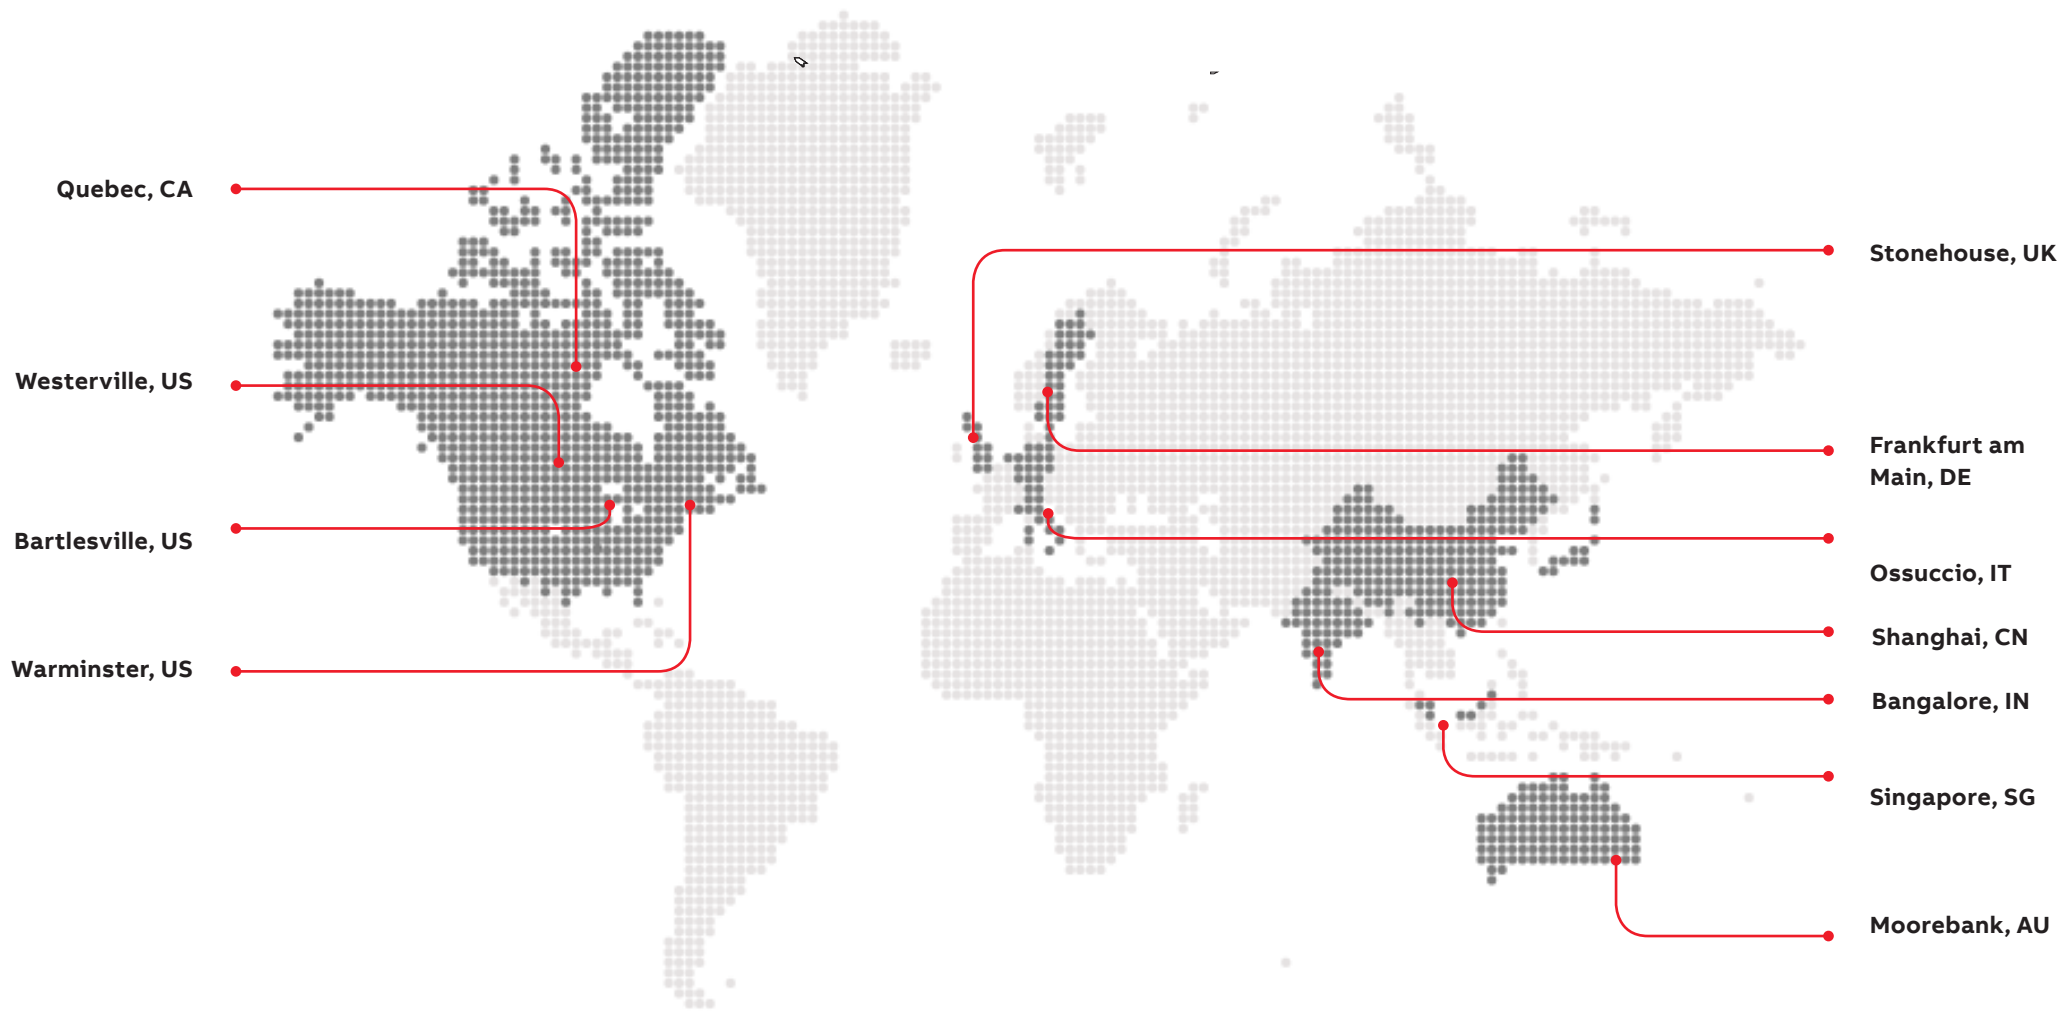 Quebec, CA
Westerville, US
Bartlesville, US
Warminster, US
Stonehouse, UK
Frankfurt am
Main, DE
Ossuccio, IT
Shanghai, CN
Bangalore, IN
Singapore, SG
Moorebank, AU